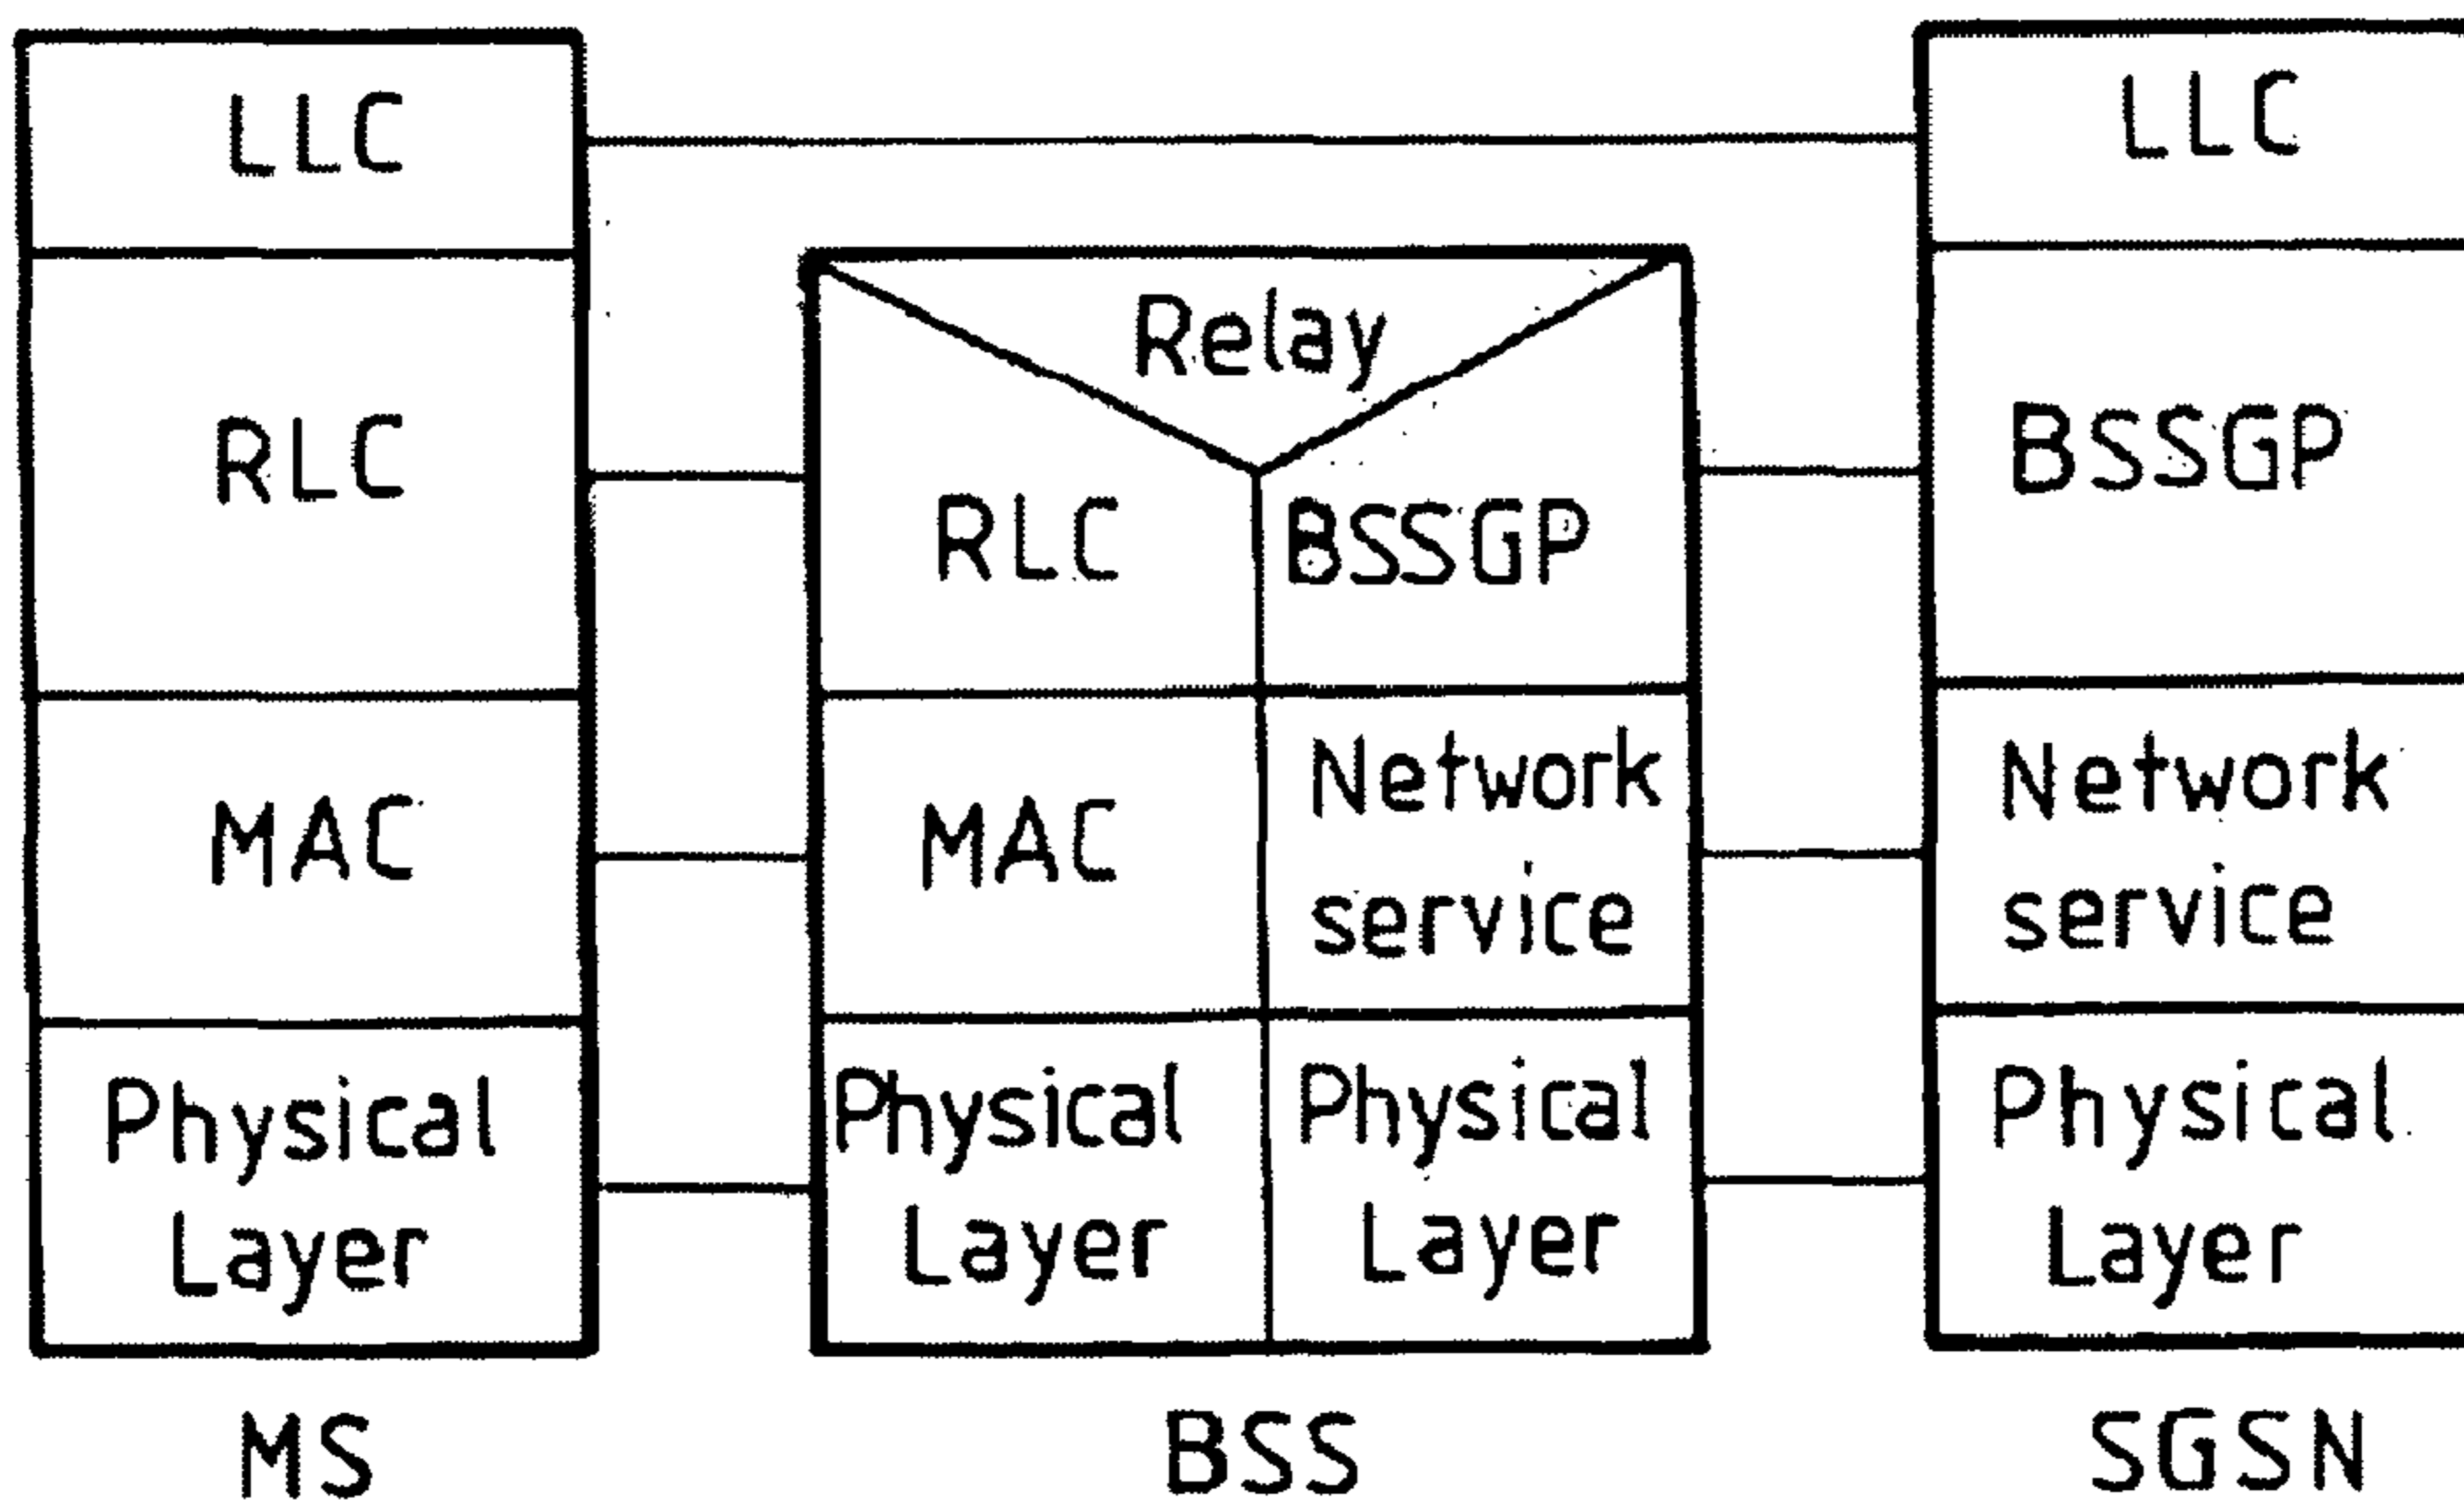 LLC
RLC
MAC
Physical
Layer
MS
Relay
RLC
BSSGP
MAC
Network
service
Physical
Layer
Physical
Layer
BSS
LLC
BSSGP
Network
service
Physical
Layer
SGSN